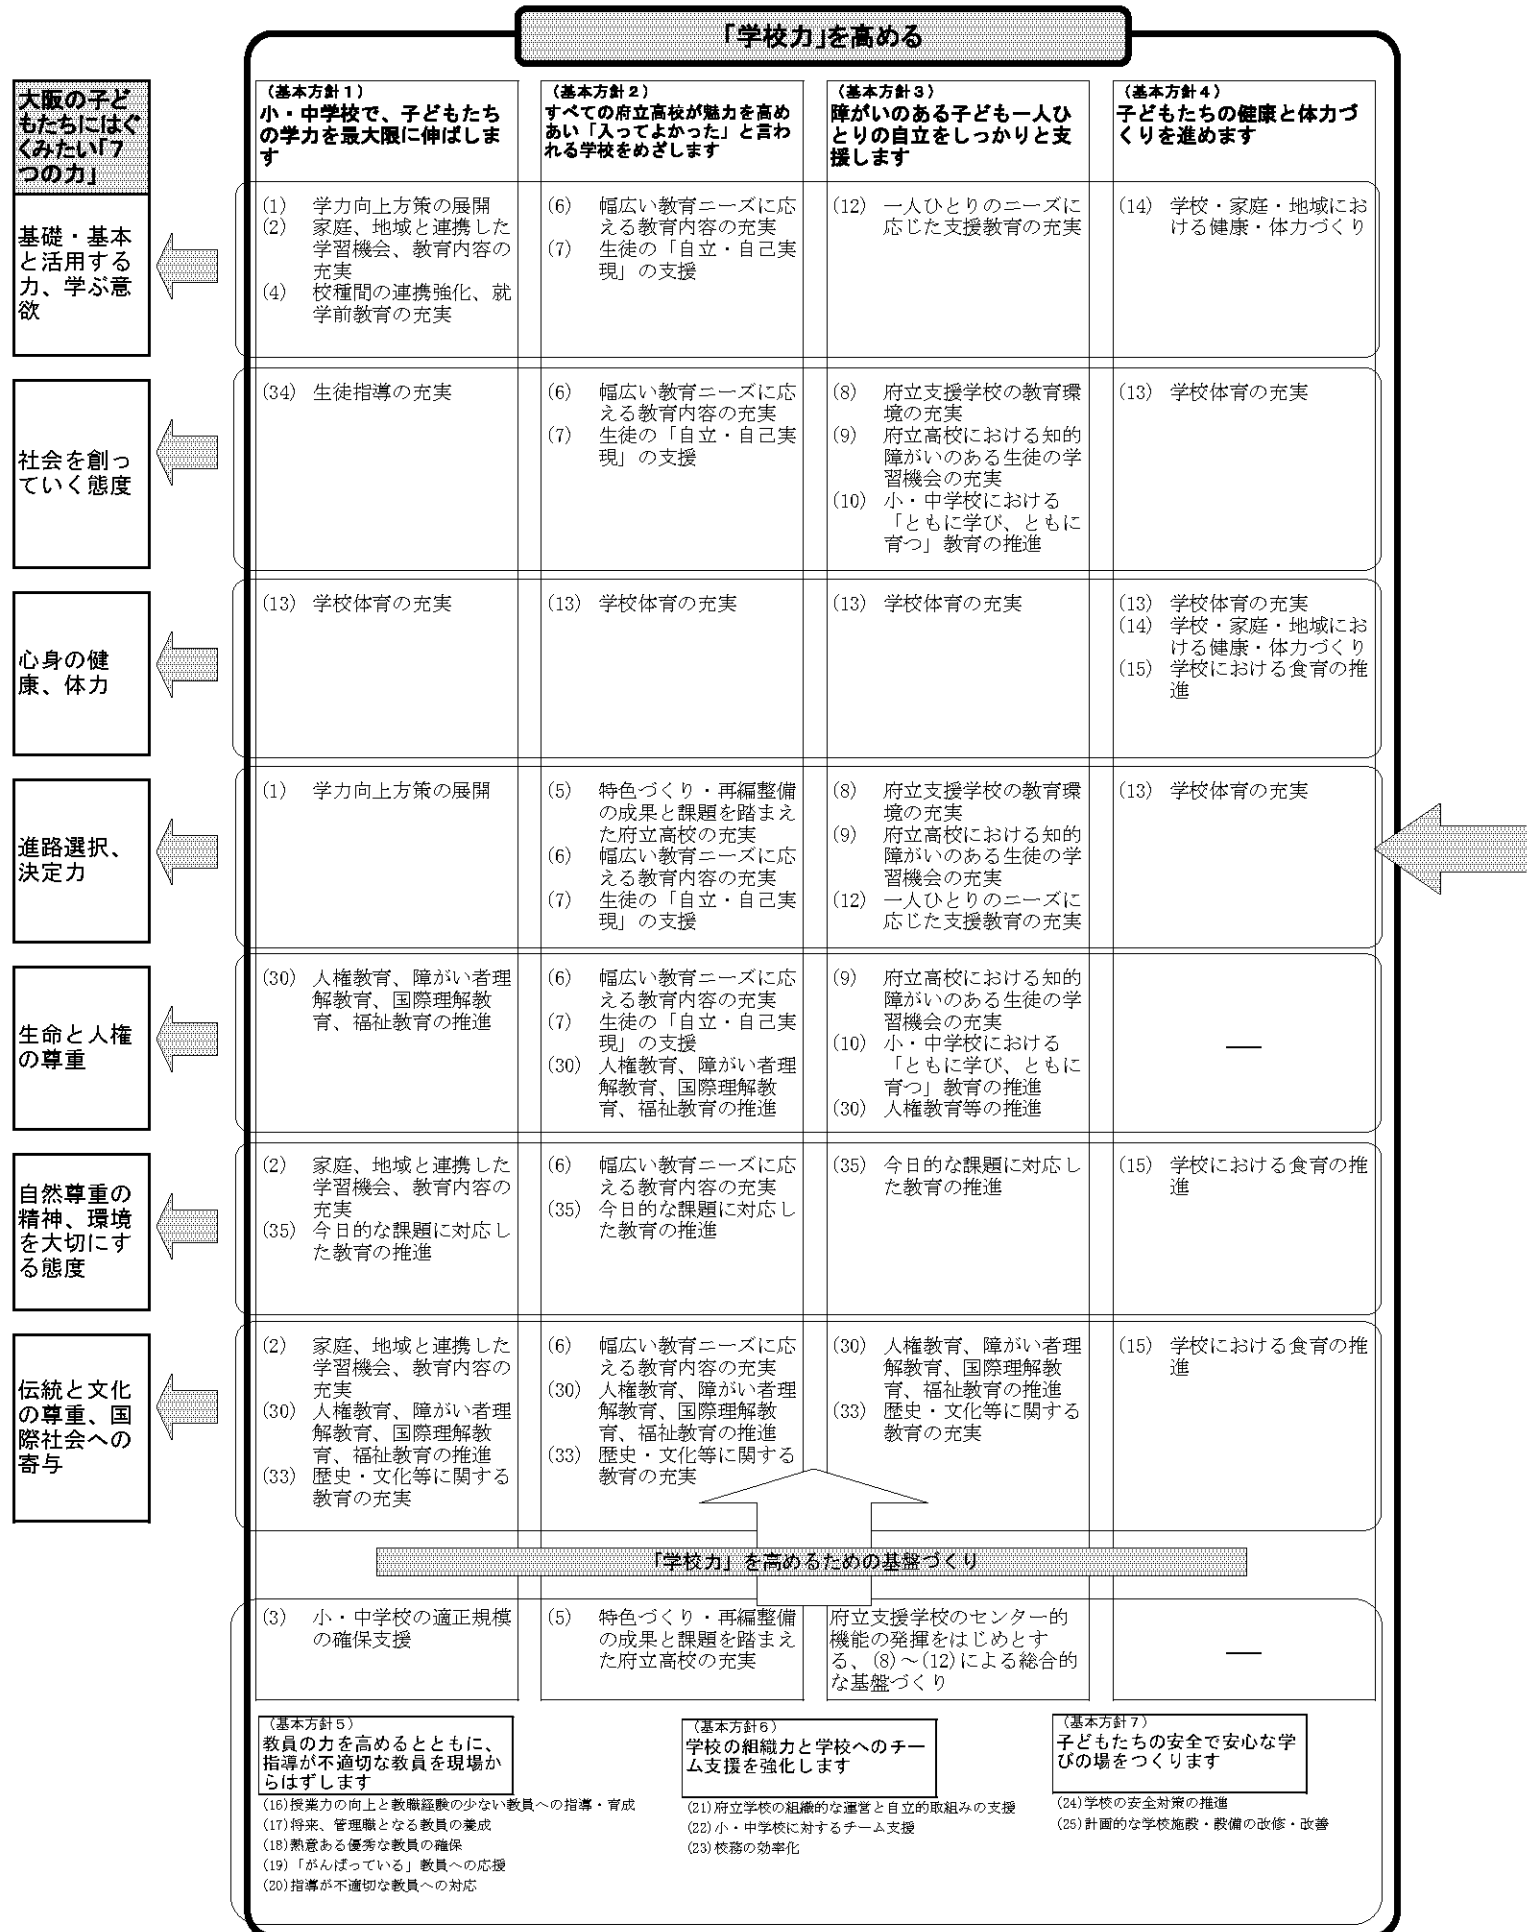 「学校力」を高める
大阪の子ど
もたちにはぐ
くみたい「7
つの力」
(基本方針1)
小・中学校で、子どもたち
の学力を最大限に伸ばしま
す
(基本方針2)
すべての府立高校が魅力を高め
あい「入ってよかった」と言わ
れる学校をめざします
(基本方針3)
障がいのある子ども一人ひ
とりの自立をしっかりと支
援します
(基本方針4)
子どもたちの健康と体力づ
くりを進めます
基礎・基本
と活用する
力、学ぶ意
欲
(1) 学力向上方策の展開
(2) 家庭、地域と連携した
学習機会、教育内容の
充実
(4) 校種間の連携強化、就
学前教育の充実
(6) 幅広い教育ニーズに応
える教育内容の充実
(7) 生徒の「自立・自己実
現」の支援
(12) 一人ひとりのニーズに
応じた支援教育の充実
(14) 学校・家庭・地域にお
ける健康・体力づくり
社会を創っ
ていく態度
(34) 生徒指導の充実
(6) 幅広い教育ニーズに応
える教育内容の充実
(7) 生徒の「自立・自己実
現」の支援
(8) 府立支援学校の教育環
境の充実
(9) 府立高校における知的
障がいのある生徒の学
習機会の充実
(10) 小・中学校における
「ともに学び、ともに
育つ」教育の推進
(13) 学校体育の充実
心身の健
康、体力
(13) 学校体育の充実
(13) 学校体育の充実
(13) 学校体育の充実
(13) 学校体育の充実
(14) 学校・家庭・地域にお
ける健康・体力づくり
(15) 学校における食育の推
進
進路選択、
決定力
(1) 学力向上方策の展開
(5) 特色づくり・再編整備
の成果と課題を踏まえ
た府立高校の充実
(6) 幅広い教育ニーズに応
える教育内容の充実
(7) 生徒の「自立・自己実
現」の支援
(8) 府立支援学校の教育環
境の充実
(9) 府立高校における知的
障がいのある生徒の学
習機会の充実
(12) 一人ひとりのニーズに
応じた支援教育の充実
(13) 学校体育の充実
生命と人権
の尊重
(30) 人権教育、障がい者理
解教育、国際理解教
育、福祉教育の推進
(6) 幅広い教育ニーズに応
える教育内容の充実
(7) 生徒の「自立・自己実
現」の支援
(30) 人権教育、障がい者理
解教育、国際理解教
育、福祉教育の推進
(9) 府立高校における知的
障がいのある生徒の学
習機会の充実
(10) 小・中学校における
「ともに学び、ともに
育つ」教育の推進
(30) 人権教育等の推進
―
自然尊重の
精神、環境
を大切にす
る態度
(2) 家庭、地域と連携した
学習機会、教育内容の
充実
(35) 今日的な課題に対応し
た教育の推進
(6) 幅広い教育ニーズに応
える教育内容の充実
(35) 今日的な課題に対応し
た教育の推進
(35) 今日的な課題に対応し
た教育の推進
(15) 学校における食育の推
進
伝統と文化
の尊重、国
際社会への
寄与
(2) 家庭、地域と連携した
学習機会、教育内容の
充実
(30) 人権教育、障がい者理
解教育、国際理解教
育、福祉教育の推進
(33) 歴史・文化等に関する
教育の充実
(6) 幅広い教育ニーズに応
える教育内容の充実
(30) 人権教育、障がい者理
解教育、国際理解教
育、福祉教育の推進
(33) 歴史・文化等に関する
教育の充実
(30) 人権教育、障がい者理
解教育、国際理解教
育、福祉教育の推進
(33) 歴史・文化等に関する
教育の充実
(15) 学校における食育の推
進
「学校力」を高めるための基盤づくり
(3) 小・中学校の適正規模
の確保支援
(5) 特色づくり・再編整備
の成果と課題を踏まえ
た府立高校の充実
府立支援学校のセンター的
機能の発揮をはじめとす
る、(8)～(12)による総合的
な基盤づくり
―
(基本方針5)
教員の力を高めるとともに、
指導が不適切な教員を現場か
らはずします
(16)授業力の向上と教職経験の少ない教員への指導・育成
(17)将来、管理職となる教員の養成
(18)熱意ある優秀な教員の確保
(19)「がんばっている」教員への応援
(20)指導が不適切な教員への対応
(基本方針6)
学校の組織力と学校へのチー
ム支援を強化します
(21)府立学校の組織的な運営と自立的取組みの支援
(22)小・中学校に対するチーム支援
(23)校務の効率化
(基本方針7)
子どもたちの安全で安心な学
びの場をつくります
(24)学校の安全対策の推進
(25)計画的な学校施設・設備の改修・改善